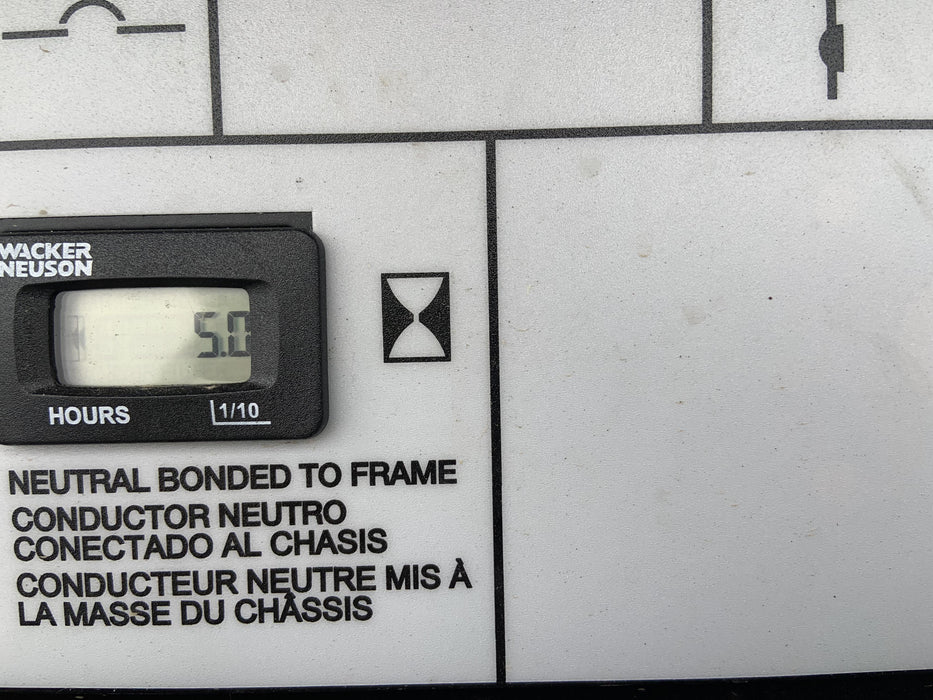 WACKER
NEUSON
5.0
HOURS
1/10
NEUTRAL BONDED TO FRAME
CONDUCTOR NEUTRO
CONECTADO AL CHASIS
CONDUCTEUR NEUTRE MIS À
LA MASSE DU CHÂSSIS